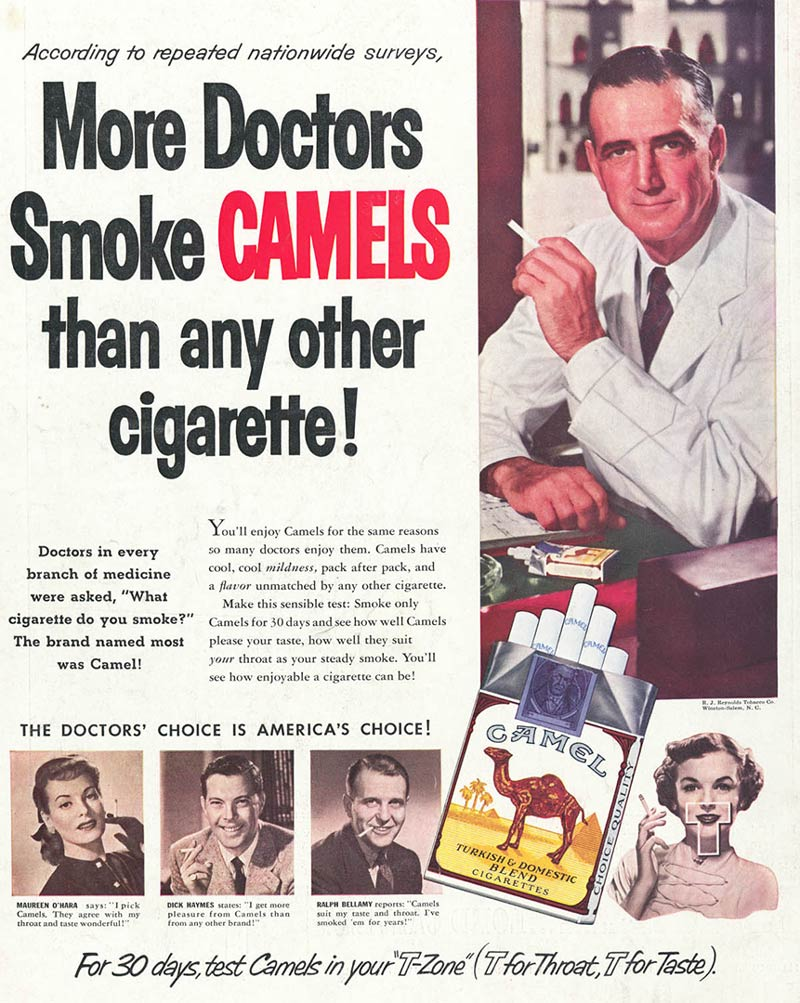 According to repeated nationwide surveys,
More Doctors
Smoke CAMELS
than any other
cigarette!
Doctors in every
branch of medicine
were asked, "What
cigarette do you smoke?"
The brand named most
was Camel!
You'll enjoy Camels for the same reasons
so many doctors enjoy them. Camels have
cool, cool mildness, pack after pack, and
a flavor unmatched by any other cigarette.
Make this sensible test: Smoke only
Camels for 30 days and see how well Camels
please your taste, how well they suit
your throat as your steady smoke. You'll
see how enjoyable a cigarette can be!
R. J. Reynolds Tobacco Co.
Winston-Salem, N. C.
THE DOCTORS' CHOICE IS AMERICA'S CHOICE!
MAUREEN O'HARA says: "I pick
Camels. They agree with my
throat and taste wonderful!"
DICK HAYMES states: "I get more
pleasure from Camels than
from any other brand!"
RALPH BELLAMY reports: "Camels
suit my taste and throat. I've
smoked 'em for years!"
CAMEL
CAMEL
CAMEL
CAMEL
CAMEL
TURKISH & DOMESTIC
BLEND
CIGARETTES
CHOICE QUALITY
T
For 30 days, test Camels in your "T-Zone" (T for Throat, T for Taste).